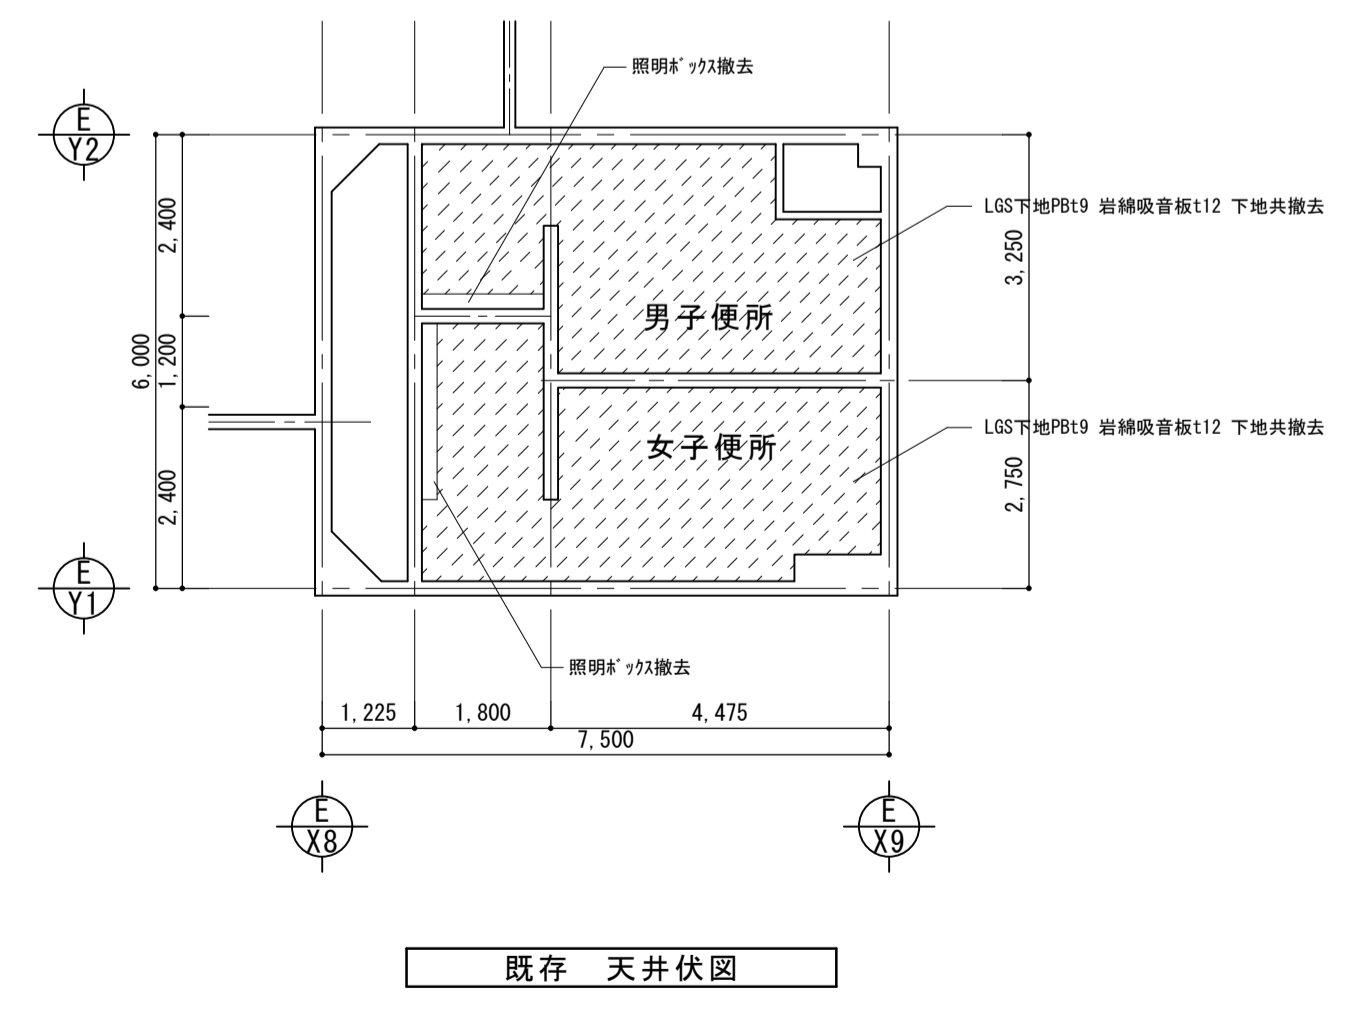 照明ﾎﾞｯｸｽ撤去
E
Y2
LGS下地PBt9 岩綿吸音板t12 下地共撤去
2,400
3,250
男子便所
6,000
1,200
LGS下地PBt9 岩綿吸音板t12 下地共撤去
女子便所
2,400
2,750
E
Y1
照明ﾎﾞｯｸｽ撤去
1,225
1,800
4,475
7,500
E
X8
E
X9
既存　天井伏図